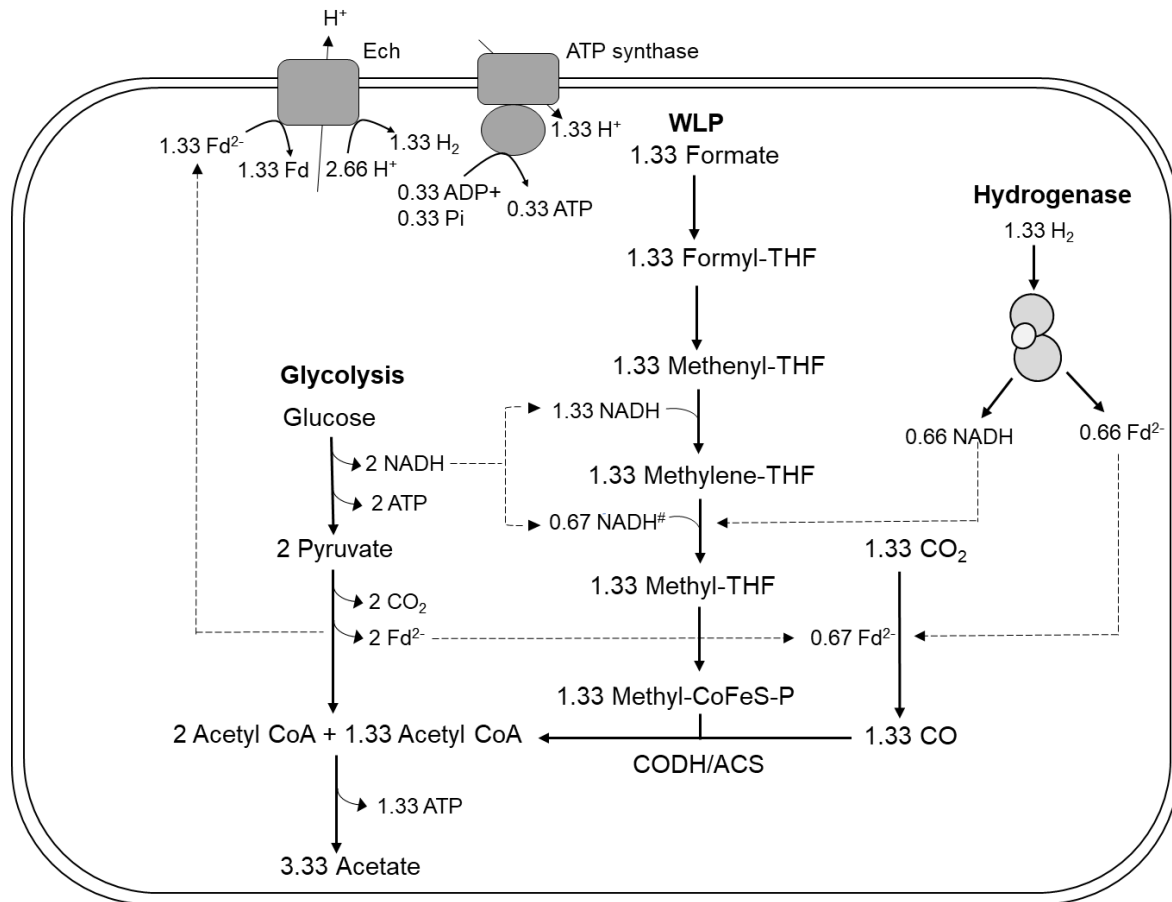 H⁺
Ech
ATP synthase
1.33 Fd²⁻
1.33 Fd
2.66 H⁺
1.33 H₂
1.33 H⁺
0.33 ADP+
0.33 Pi
0.33 ATP
WLP
1.33 Formate
1.33 Formyl-THF
1.33 Methenyl-THF
1.33 NADH
1.33 Methylene-THF
0.67 NADH#
1.33 Methyl-THF
1.33 Methyl-CoFeS-P
Hydrogenase
1.33 H₂
0.66 NADH
0.66 Fd²⁻
1.33 CO₂
0.67 Fd²⁻
1.33 CO
CODH/ACS
Glycolysis
Glucose
2 NADH
2 ATP
2 Pyruvate
2 CO₂
2 Fd²⁻
2 Acetyl CoA + 1.33 Acetyl CoA
1.33 ATP
3.33 Acetate